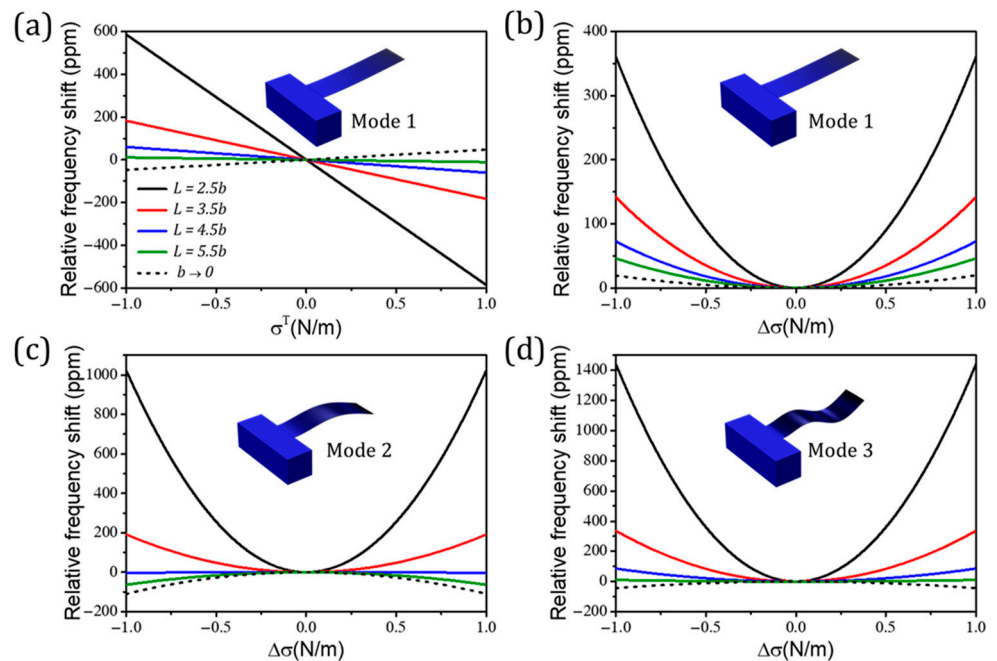 (a)
Relative frequency shift (ppm)
600
400
200
0
−200
−400
−600
Mode 1
L = 2.5b
L = 3.5b
L = 4.5b
L = 5.5b
b → 0
−1.0 −0.5 0.0 0.5 1.0
σᵀ(N/m)
(b)
Relative frequency shift (ppm)
400
300
200
100
0
Mode 1
−1.0 −0.5 0.0 0.5 1.0
Δσ(N/m)
(c)
Relative frequency shift (ppm)
1000
800
600
400
200
0
−200
Mode 2
−1.0 −0.5 0.0 0.5 1.0
Δσ(N/m)
(d)
Relative frequency shift (ppm)
1400
1200
1000
800
600
400
200
0
−200
Mode 3
−1.0 −0.5 0.0 0.5 1.0
Δσ(N/m)